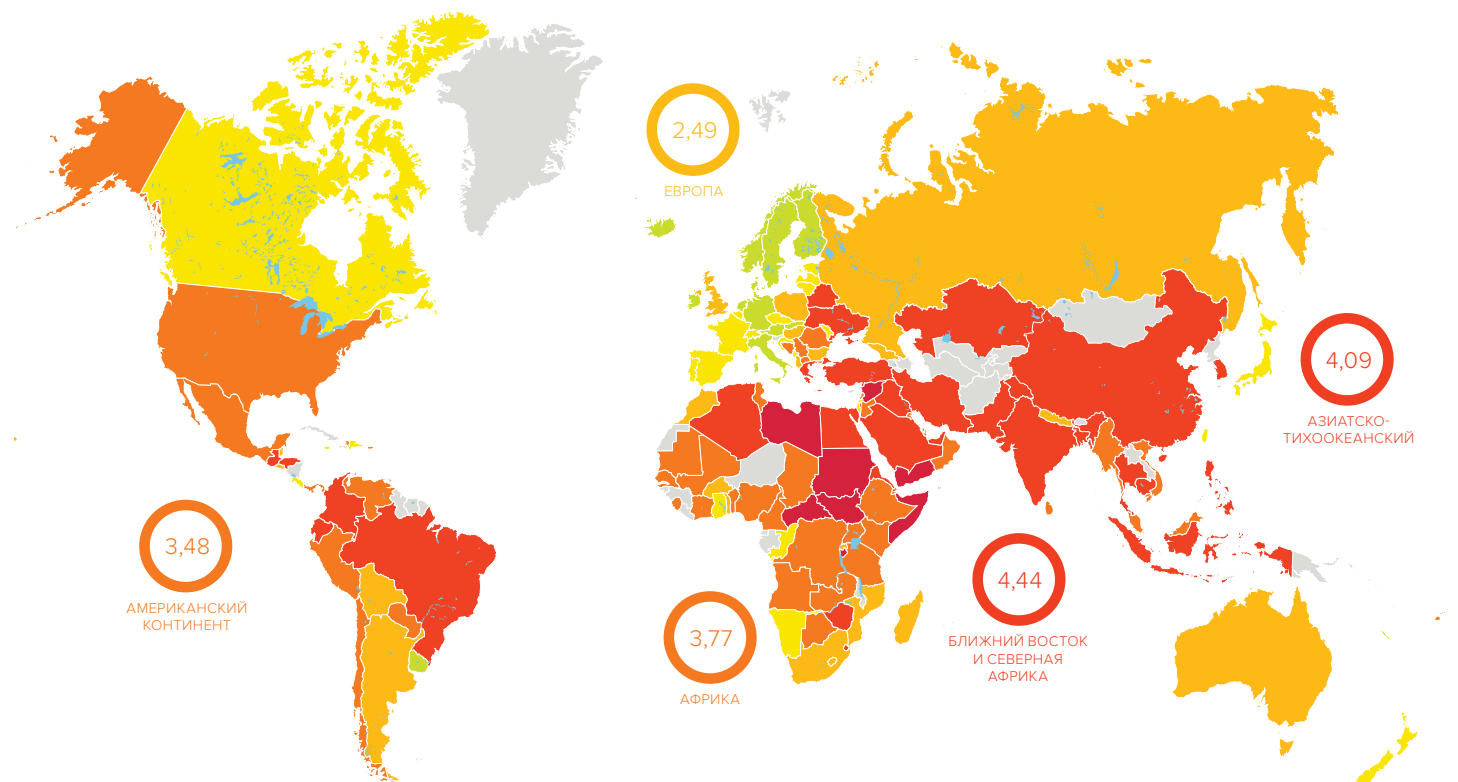 2,49
ЕВРОПА
4,09
АЗИАТСКО-
ТИХООКЕАНСКИЙ
3,48
АМЕРИКАНСКИЙ
КОНТИНЕНТ
4,44
БЛИЖНИЙ ВОСТОК
И СЕВЕРНАЯ
АФРИКА
3,77
АФРИКА